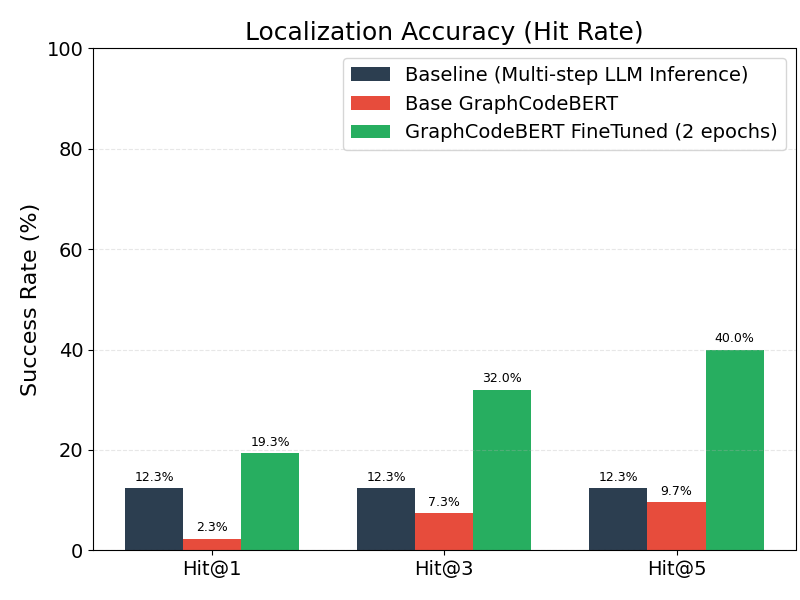 Localization Accuracy (Hit Rate)
100
80
60
40
20
0
Success Rate (%)
Baseline (Multi-step LLM Inference)
Base GraphCodeBERT
GraphCodeBERT FineTuned (2 epochs)
12.3%
2.3%
19.3%
12.3%
7.3%
32.0%
12.3%
9.7%
40.0%
Hit@1
Hit@3
Hit@5